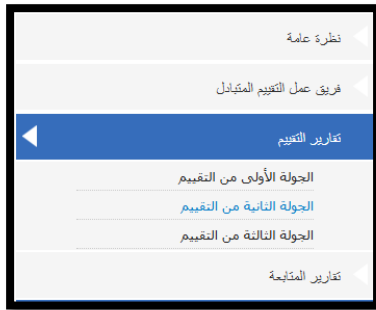 نظرة عامة
فريق عمل التقييم المتبادل
تقارير التقييم
الجولة الأولى من التقييم
الجولة الثانية من التقييم
الجولة الثالثة من التقييم
تقارير المتابعة